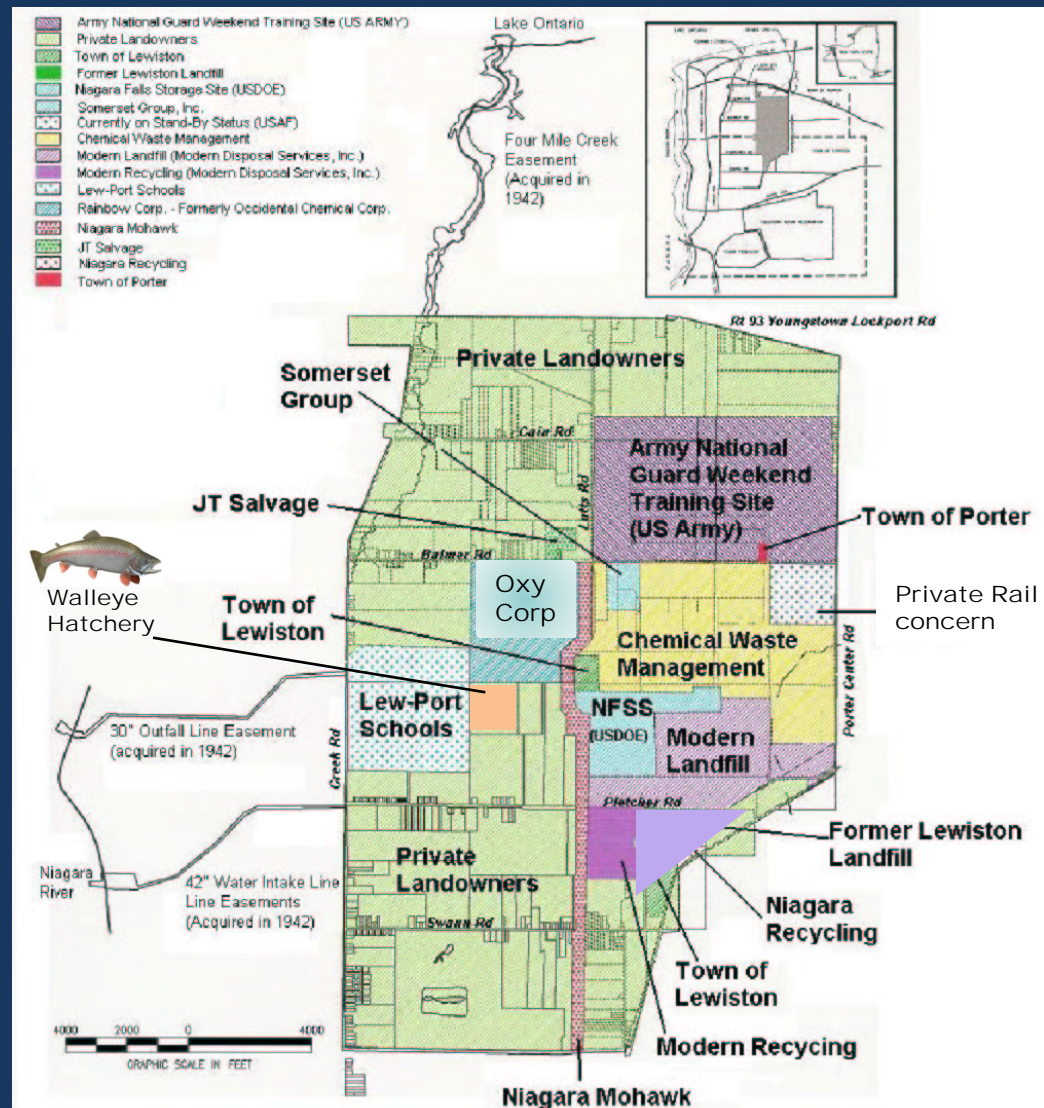 Army National Guard Weekend Training Site (US ARMY)
Private Landowners
Town of Lewiston
Former Lewiston Landfill
Niagara Falls Storage Site (USDOE)
Somerset Group, Inc.
Currently on Stand-By Status (USAF)
Chemical Waste Management
Modern Landfill (Modern Disposal Services, Inc.)
Modern Recycling (Modern Disposal Services, Inc.)
Lew-Port Schools
Rainbow Corp. - Formerly Occidental Chemical Corp.
Niagara Mohawk
JT Salvage
Niagara Recycling
Town of Porter
Lake Ontario
Four Mile Creek
Easement
(Acquired in
1942)
Rt 93 Youngstown Lockport Rd
Private Landowners
Somerset
Group
Cain Rd
Army National
Guard Weekend
Training Site
(US Army)
Lutts Rd
JT Salvage
Town of Porter
Balmer Rd
Oxy
Corp
Walleye
Hatchery
Town of
Lewiston
Private Rail
concern
Chemical Waste
Management
Porter Center Rd
Lew-Port
Schools
NFSS
(USDOE)
Modern
Landfill
30" Outfall Line Easement
(acquired in 1942)
Creek Rd
Pletcher Rd
Former Lewiston
Landfill
Private
Landowners
Niagara
River
42" Water Intake Line
Line Easements
(Acquired in 1942)
Swann Rd
Niagara
Recycling
Town of
Lewiston
4000 2000 0 4000
GRAPHIC SCALE IN FEET
Modern Recycing
Niagara Mohawk